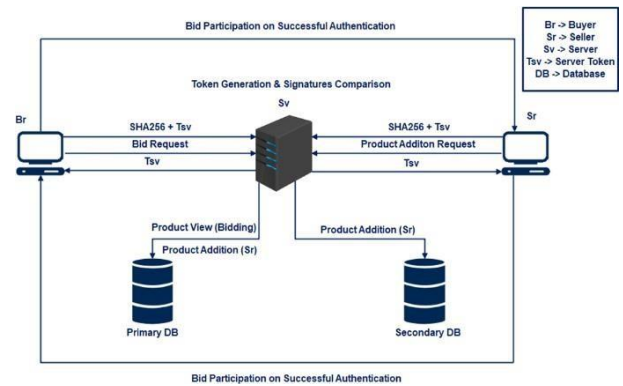 Bid Participation on Successful Authentication
Br -> Buyer
Sr -> Seller
Sv -> Server
Tsv -> Server Token
DB -> Database
Token Generation & Signatures Comparison
Sv
Br
Sr
SHA256 + Tsv
SHA256 + Tsv
Bid Request
Product Additon Request
Tsv
Tsv
Product View (Bidding)
Product Addition (Sr)
Product Addition (Sr)
Primary DB
Secondary DB
Bid Participation on Successful Authentication